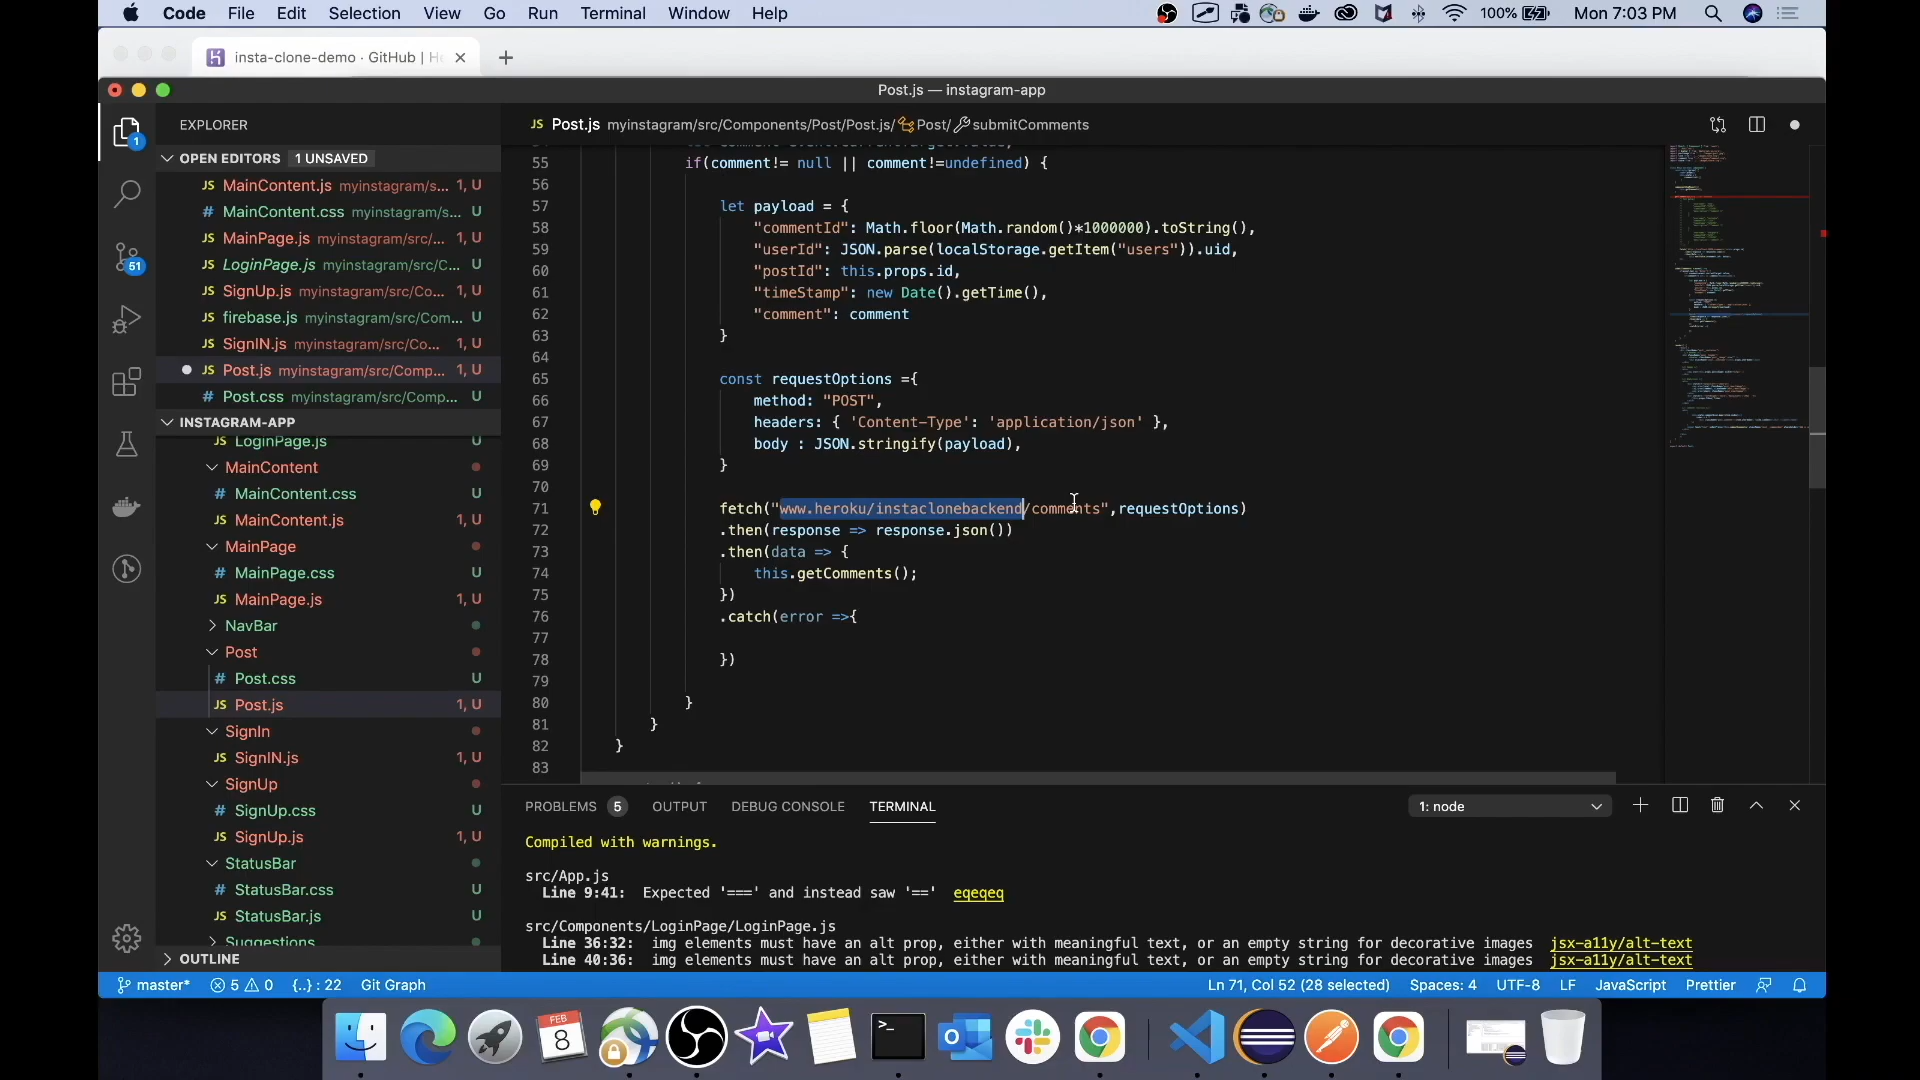 Code File Edit Selection View Go Run Terminal Window Help 100% Mon 7:03 PM
insta-clone-demo · GitHub | H
Post.js — instagram-app
EXPLORER
JS Post.js myinstagram/src/Components/Post/Post.js/ Post/ submitComments
OPEN EDITORS 1 UNSAVED
JS MainContent.js myinstagram/s... 1, U
# MainContent.css myinstagram/s... U
JS MainPage.js myinstagram/src/... 1, U
JS LoginPage.js myinstagram/src/C... U
JS SignUp.js myinstagram/src/Co... 1, U
JS firebase.js myinstagram/src/Com... U
JS SignIN.js myinstagram/src/Co... 1, U
JS Post.js myinstagram/src/Comp... 1, U
# Post.css myinstagram/src/Comp... U
INSTAGRAM-APP
JS LoginPage.js U
MainContent
# MainContent.css U
JS MainContent.js 1, U
MainPage
# MainPage.css U
JS MainPage.js 1, U
NavBar
Post
# Post.css U
JS Post.js 1, U
SignIn
JS SignIN.js 1, U
SignUp
# SignUp.css U
JS SignUp.js 1, U
StatusBar
# StatusBar.css U
JS StatusBar.js U
Suggestions
OUTLINE
1
51
55 if(comment!= null || comment!=undefined) {
56
57 let payload = {
58 "commentId": Math.floor(Math.random()*1000000).toString(),
59 "userId": JSON.parse(localStorage.getItem("users")).uid,
60 "postId": this.props.id,
61 "timeStamp": new Date().getTime(),
62 "comment": comment
63 }
64
65 const requestOptions ={
66 method: "POST",
67 headers: { 'Content-Type': 'application/json' },
68 body : JSON.stringify(payload),
69 }
70
71 fetch("www.heroku/instaclonebackend/comments",requestOptions)
72 .then(response => response.json())
73 .then(data => {
74 this.getComments();
75 })
76 .catch(error =>{
77
78 })
79
80 }
81 }
82 }
83
PROBLEMS 5 OUTPUT DEBUG CONSOLE TERMINAL 1: node
Compiled with warnings.
src/App.js
Line 9:41: Expected '===' and instead saw '==' eqeqeq
src/Components/LoginPage/LoginPage.js
Line 36:32: img elements must have an alt prop, either with meaningful text, or an empty string for decorative images jsx-a11y/alt-text
Line 40:36: img elements must have an alt prop, either with meaningful text, or an empty string for decorative images jsx-a11y/alt-text
master* 5 0 {..} : 22 Git Graph Ln 71, Col 52 (28 selected) Spaces: 4 UTF-8 LF JavaScript Prettier
FEB
8